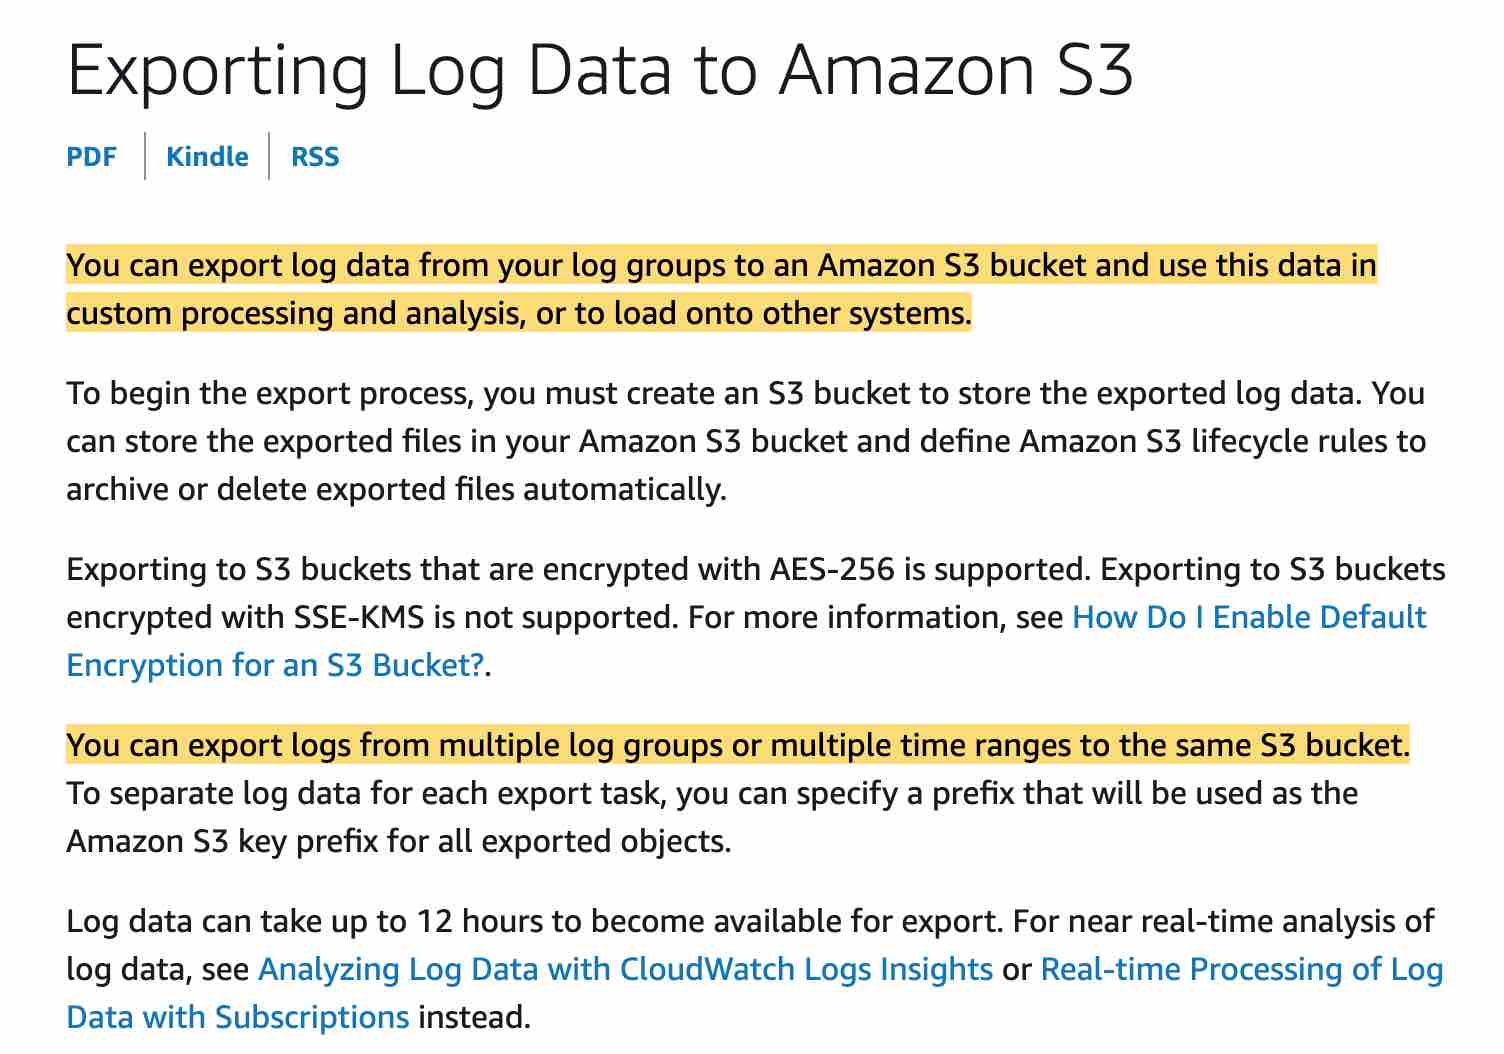 Exporting Log Data to Amazon S3
PDF Kindle RSS
You can export log data from your log groups to an Amazon S3 bucket and use this data in
custom processing and analysis, or to load onto other systems.
To begin the export process, you must create an S3 bucket to store the exported log data. You
can store the exported files in your Amazon S3 bucket and define Amazon S3 lifecycle rules to
archive or delete exported files automatically.
Exporting to S3 buckets that are encrypted with AES-256 is supported. Exporting to S3 buckets
encrypted with SSE-KMS is not supported. For more information, see How Do I Enable Default
Encryption for an S3 Bucket?.
You can export logs from multiple log groups or multiple time ranges to the same S3 bucket.
To separate log data for each export task, you can specify a prefix that will be used as the
Amazon S3 key prefix for all exported objects.
Log data can take up to 12 hours to become available for export. For near real-time analysis of
log data, see Analyzing Log Data with CloudWatch Logs Insights or Real-time Processing of Log
Data with Subscriptions instead.